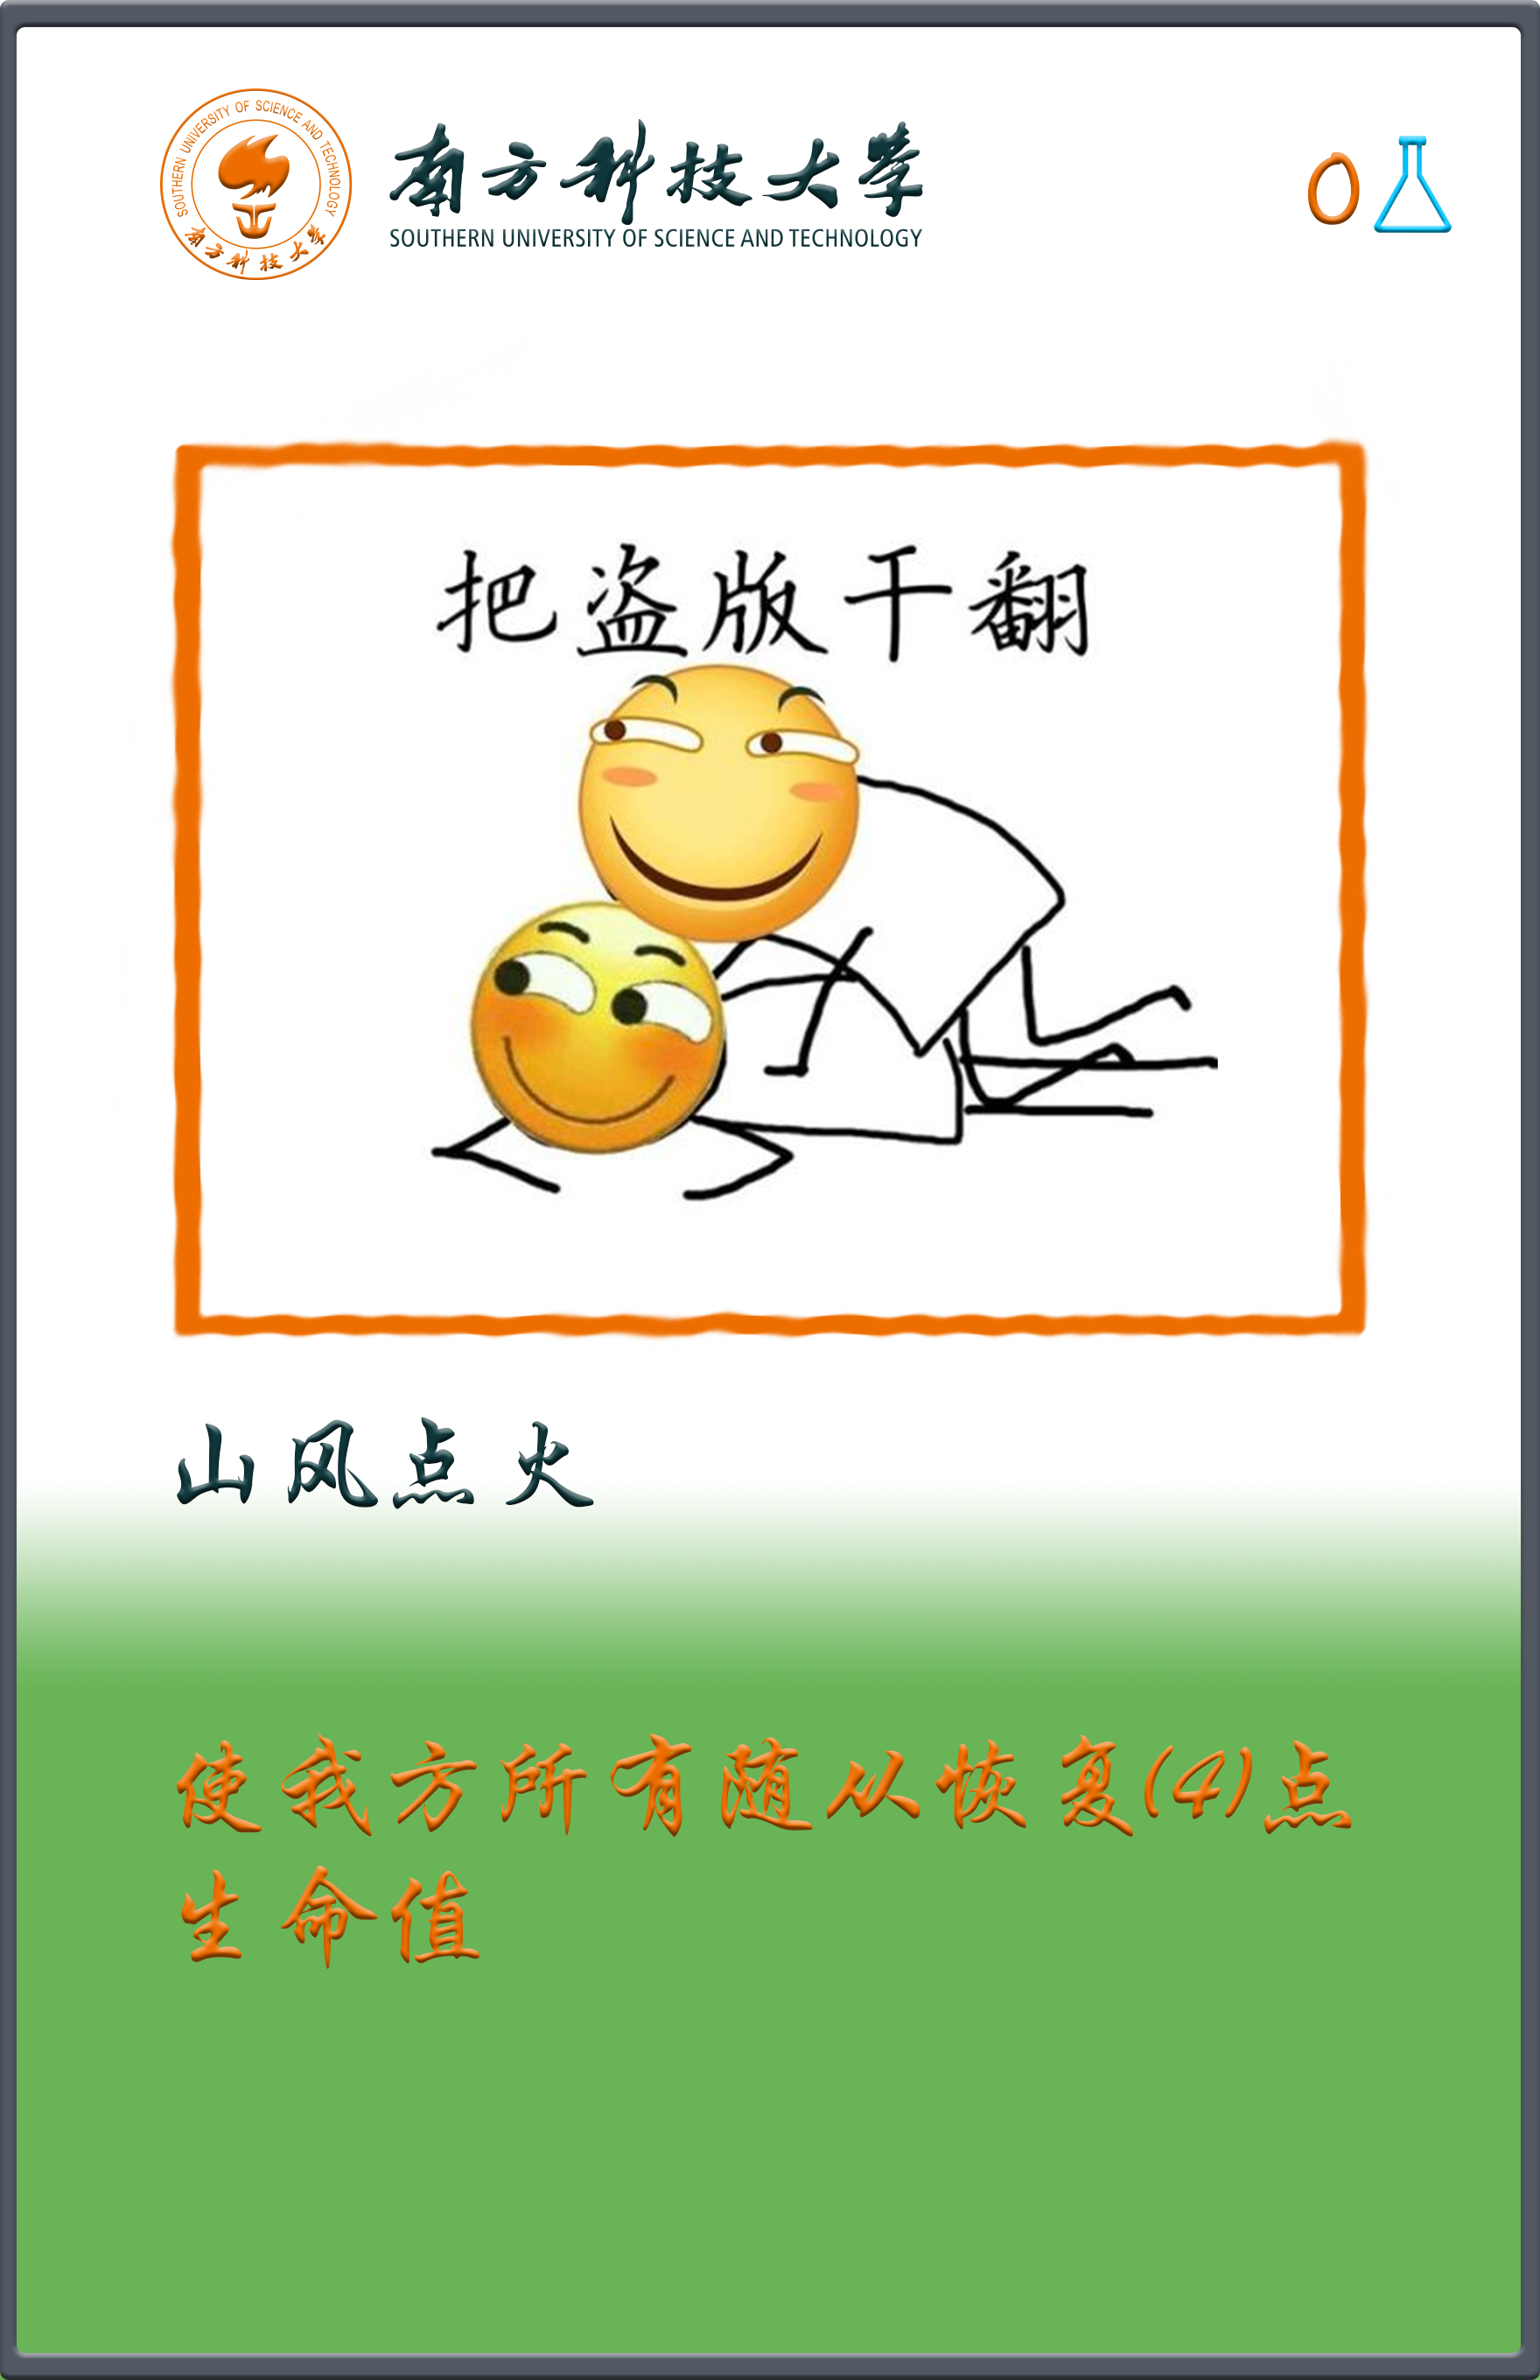 SOUTHERN UNIVERSITY OF SCIENCE AND TECHNOLOGY
南方科技大学
南方科技大学
SOUTHERN UNIVERSITY OF SCIENCE AND TECHNOLOGY
0
把盗版干翻
山风点火
使我方所有随从恢复(4)点
生命值